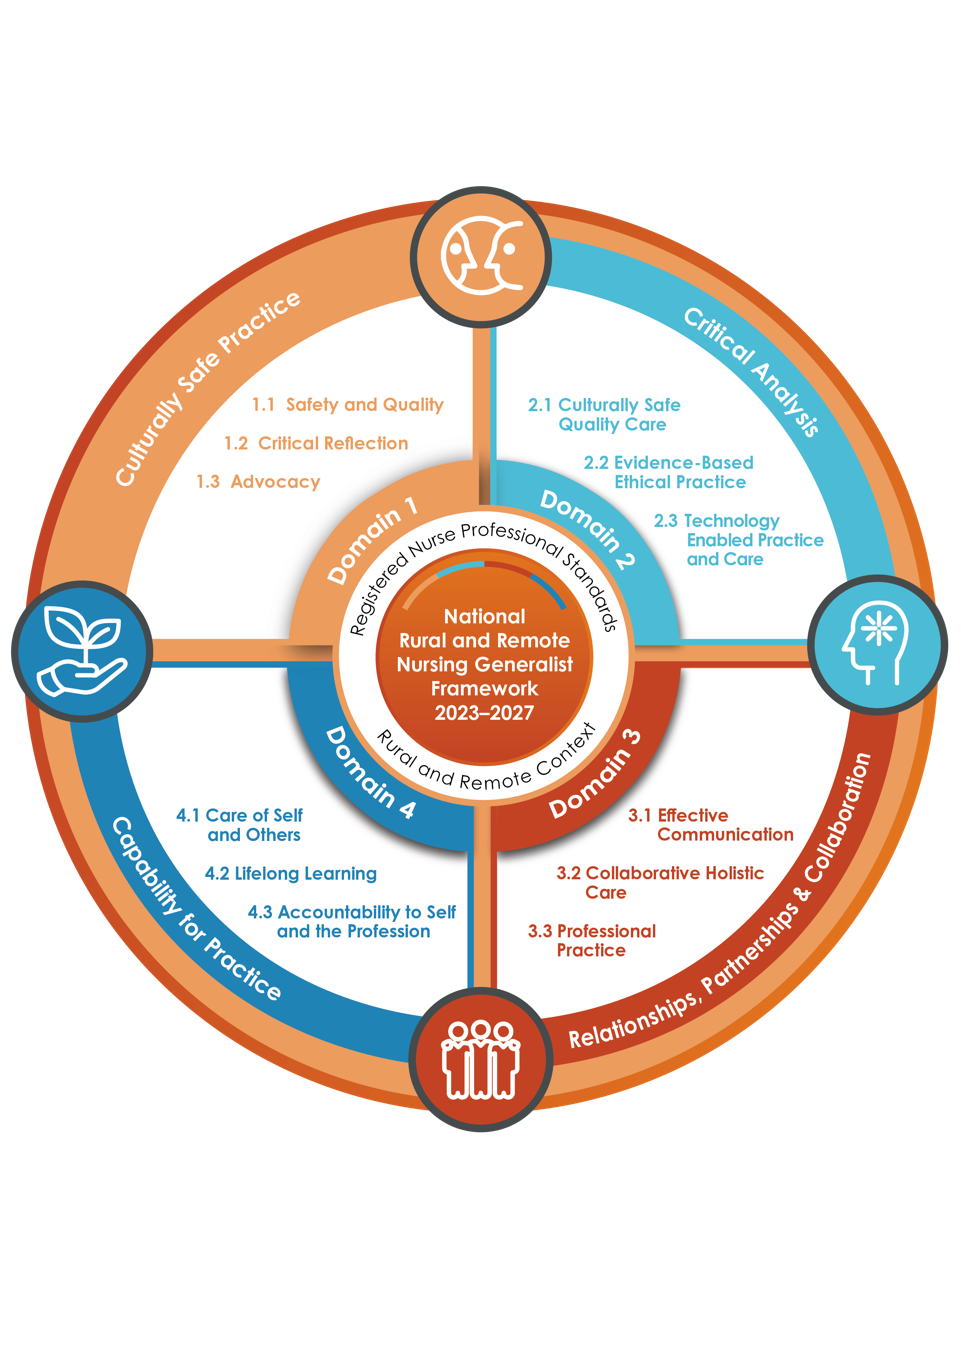 Culturally Safe Practice
1.1 Safety and Quality
1.2 Critical Reflection
1.3 Advocacy
Domain 1
Critical Analysis
2.1 Culturally Safe
Quality Care
2.2 Evidence-Based
Ethical Practice
2.3 Technology
Enabled Practice
and Care
Domain 2
Registered Nurse Professional Standards
National
Rural and Remote
Nursing Generalist
Framework
2023–2027
Rural and Remote Context
Domain 3
3.1 Effective
Communication
3.2 Collaborative Holistic
Care
3.3 Professional
Practice
Relationships, Partnerships & Collaboration
Domain 4
4.1 Care of Self
and Others
4.2 Lifelong Learning
4.3 Accountability to Self
and the Profession
Capability for Practice